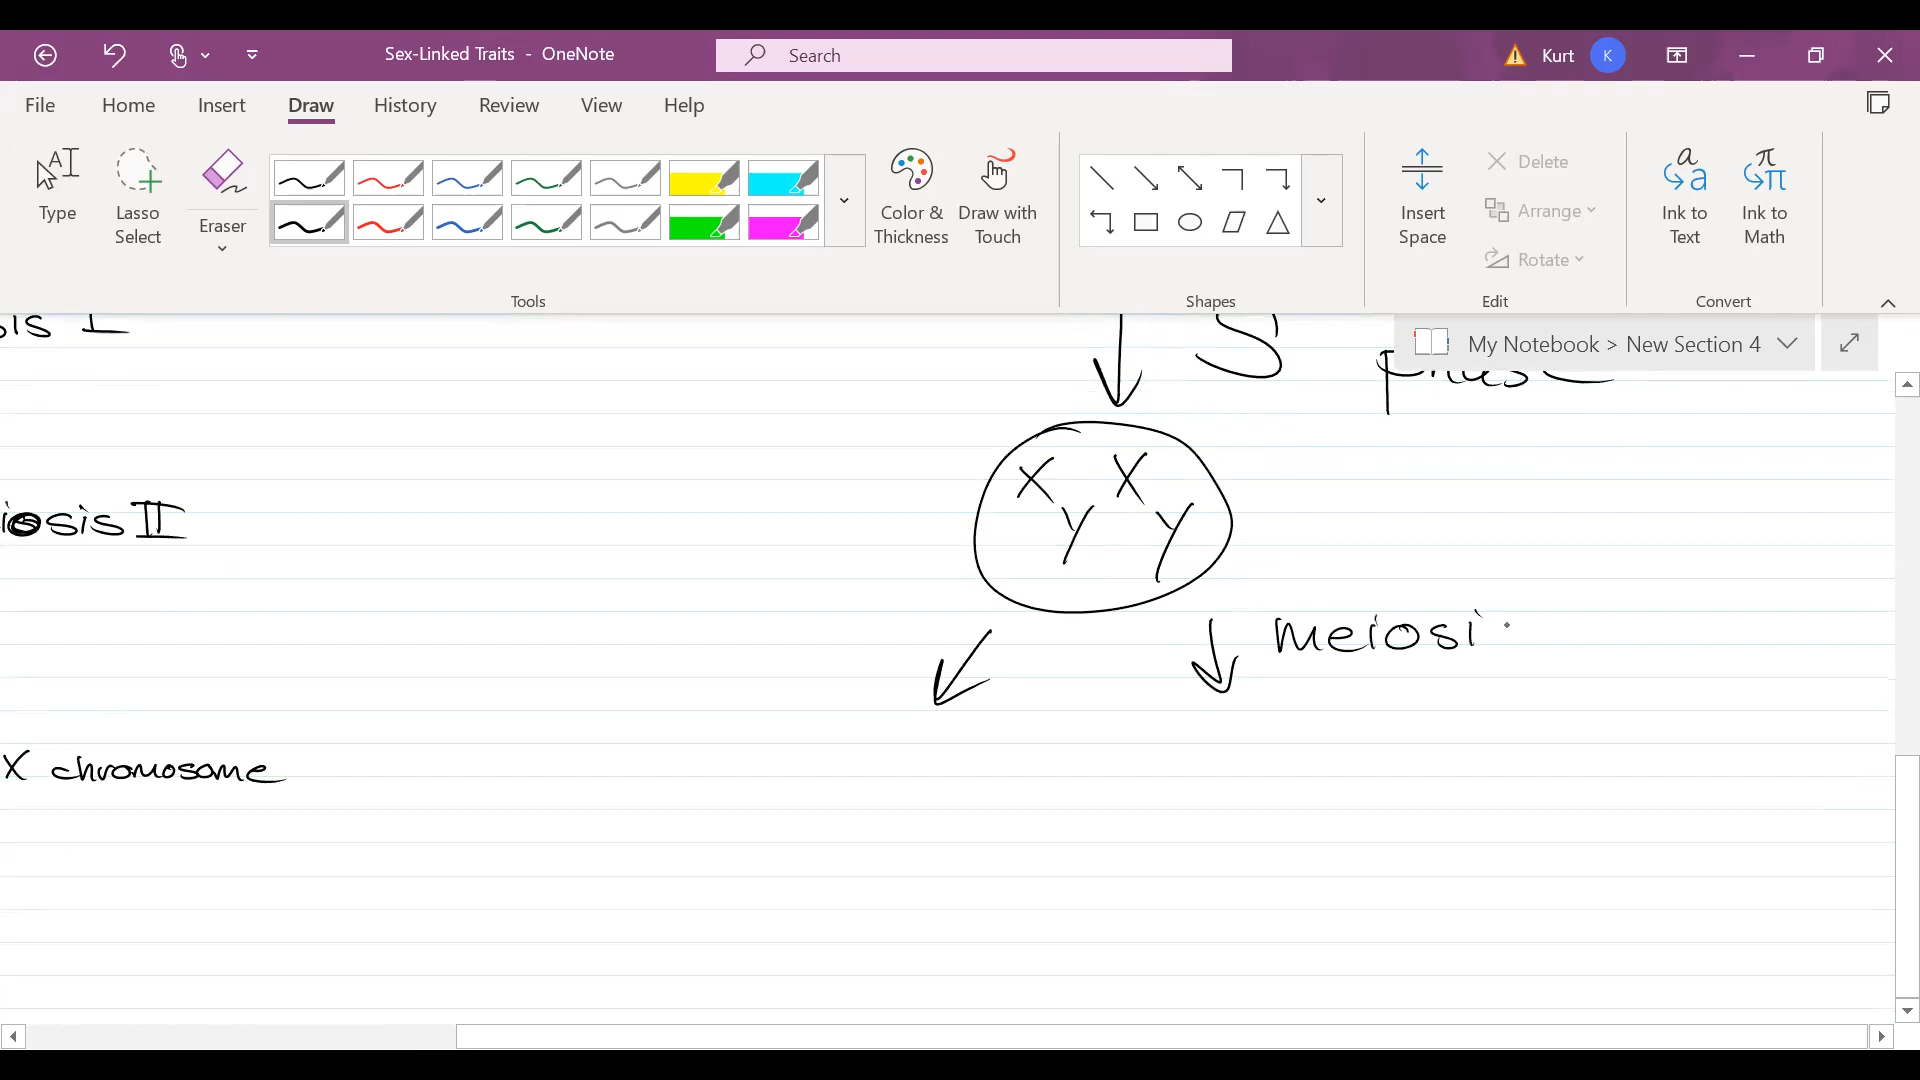 Sex-Linked Traits - OneNote
Search
Kurt
K
File Home Insert Draw History Review View Help
Type
Lasso Select
Eraser
Color & Thickness
Draw with Touch
Insert Space
Delete
Arrange
Rotate
a a
Ink to Text
π π
Ink to Math
Tools
Shapes
Edit
Convert
sis I
S phase
My Notebook > New Section 4
X X
Y Y
iosis II
meiosi
X chromosome